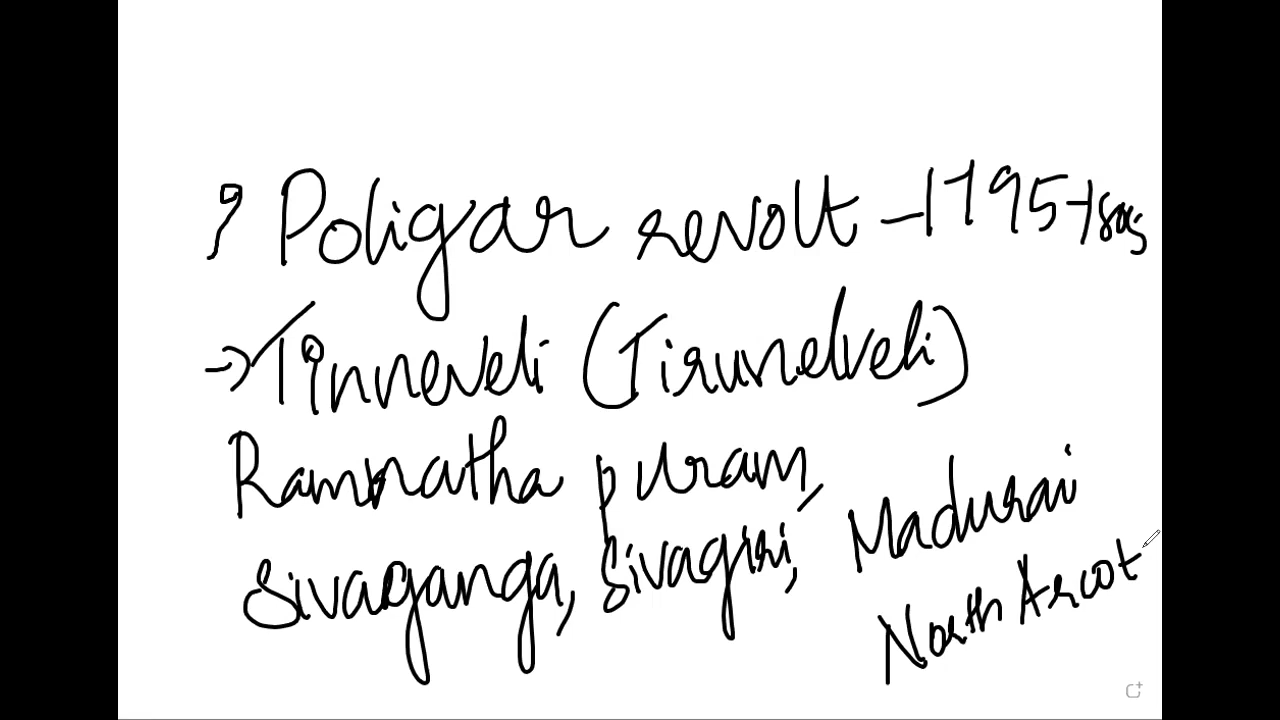 9 Poligar revolt - 1795-1805
→ Tinneveli (Tirunelveli)
Ramnatha puram,
Sivaganga, Sivagiri, Madurai
North Arcot